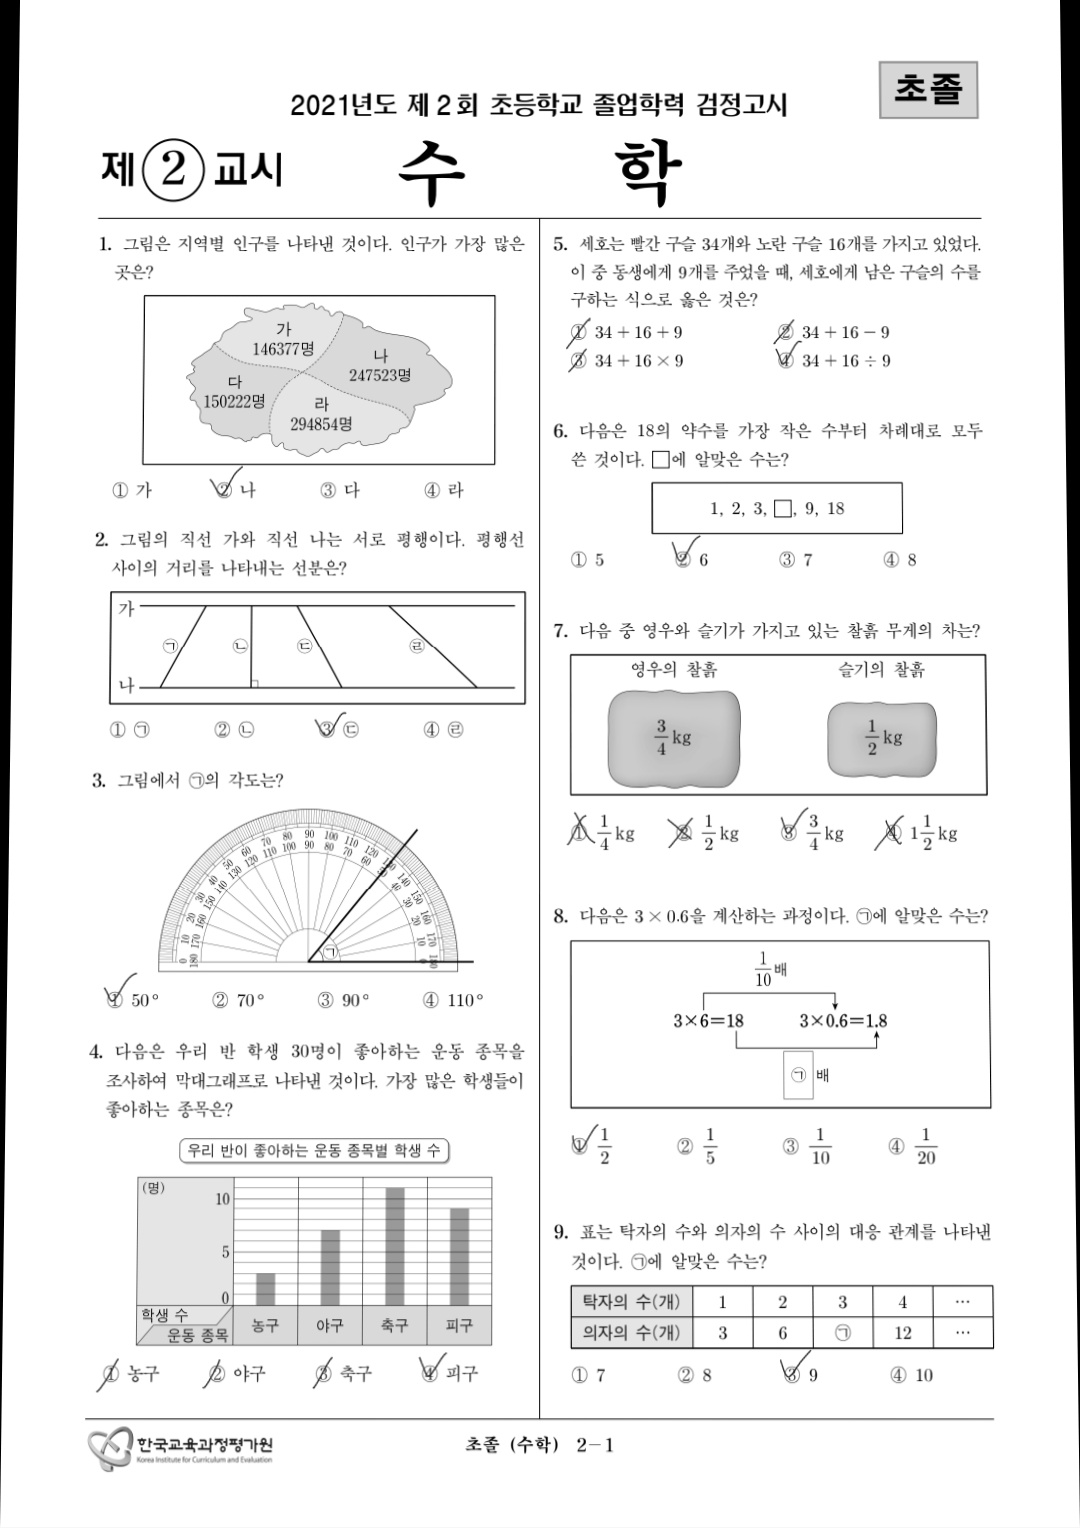 초졸
2021년도 제 2 회 초등학교 졸업학력 검정고시
제 2 교시 수 학
1. 그림은 지역별 인구를 나타낸 것이다. 인구가 가장 많은
곳은?
가
146377명
나
247523명
다
150222명
라
294854명
① 가 ② 나 ③ 다 ④ 라
2. 그림의 직선 가와 직선 나는 서로 평행이다. 평행선
사이의 거리를 나타내는 선분은?
가
㉠ ㉡ ㉢ ㉣
나
① ㉠ ② ㉡ ③ ㉢ ④ ㉣
3. 그림에서 ㉠의 각도는?
0 10 20 30 40 50 60 70 80 90 100 110 120 130 140 150 160 170 180
180 170 160 150 140 130 120 110 100 90 80 70 60 50 40 30 20 10 0
㉠
① 50° ② 70° ③ 90° ④ 110°
4. 다음은 우리 반 학생 30명이 좋아하는 운동 종목을
조사하여 막대그래프로 나타낸 것이다. 가장 많은 학생들이
좋아하는 종목은?
우리 반이 좋아하는 운동 종목별 학생 수
(명)
10
5
0
학생 수
운동 종목
농구 야구 축구 피구
① 농구 ② 야구 ③ 축구 ④ 피구
5. 세호는 빨간 구슬 34개와 노란 구슬 16개를 가지고 있었다.
이 중 동생에게 9개를 주었을 때, 세호에게 남은 구슬의 수를
구하는 식으로 옳은 것은?
① 34 + 16 + 9 ② 34 + 16 − 9
③ 34 + 16 × 9 ④ 34 + 16 ÷ 9
6. 다음은 18의 약수를 가장 작은 수부터 차례대로 모두
쓴 것이다. □에 알맞은 수는?
1, 2, 3, □, 9, 18
① 5 ② 6 ③ 7 ④ 8
7. 다음 중 영우와 슬기가 가지고 있는 찰흙 무게의 차는?
영우의 찰흙 슬기의 찰흙
3/4 kg 1/2 kg
① 1/4 kg ② 1/2 kg ③ 3/4 kg ④ 1 1/2 kg
8. 다음은 3 × 0.6을 계산하는 과정이다. ㉠에 알맞은 수는?
1/10 배
3×6=18 3×0.6=1.8
㉠ 배
① 1/2 ② 1/5 ③ 1/10 ④ 1/20
9. 표는 탁자의 수와 의자의 수 사이의 대응 관계를 나타낸
것이다. ㉠에 알맞은 수는?
탁자의 수(개) 1 2 3 4 ⋯
의자의 수(개) 3 6 ㉠ 12 ⋯
① 7 ② 8 ③ 9 ④ 10
한국교육과정평가원
Korea Institute for Curriculum and Evaluation
초졸 (수학) 2−1